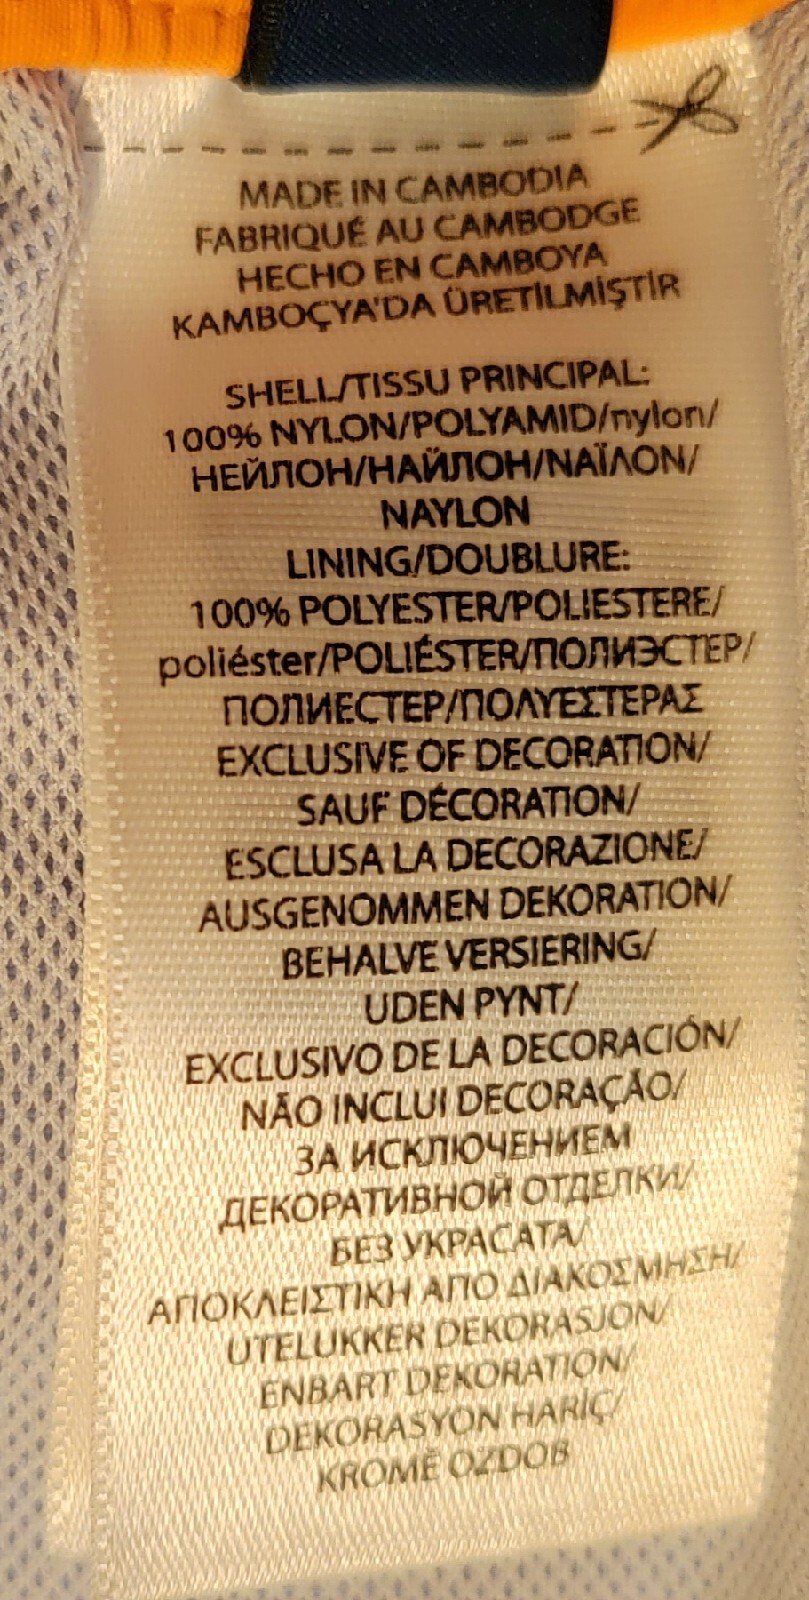 MADE IN CAMBODIA
FABRIQUÉ AU CAMBODGE
HECHO EN CAMBOYA
KAMBOÇYA'DA ÜRETİLMİŞTİR
SHELL/TISSU PRINCIPAL:
100% NYLON/POLYAMID/nylon/
НЕЙЛОН/НАЙЛОН/ΝΑΪΛΟΝ/
NAYLON
LINING/DOUBLURE:
100% POLYESTER/POLIESTERE/
poliéster/POLIÉSTER/ПОЛИЭСТЕР/
ПОЛИЕСТЕР/ΠΟΛΥΕΣΤΕΡΑΣ
EXCLUSIVE OF DECORATION/
SAUF DÉCORATION/
ESCLUSA LA DECORAZIONE/
AUSGENOMMEN DEKORATION/
BEHALVE VERSIERING/
UDEN PYNT/
EXCLUSIVO DE LA DECORACIÓN/
NÃO INCLUI DECORAÇÃO/
ЗА ИСКЛЮЧЕНИЕМ
ДЕКОРАТИВНОЙ ОТДЕЛКИ/
БЕЗ УКРАСАТА/
ΑΠΟΚΛΕΙΣΤΙΚΗ ΑΠΟ ΔΙΑΚΟΣΜΗΣΗ/
UTELUKKER DEKORASJON/
ENBART DEKORATION/
DEKORASYON HARİÇ/
KROMĚ OZDOB